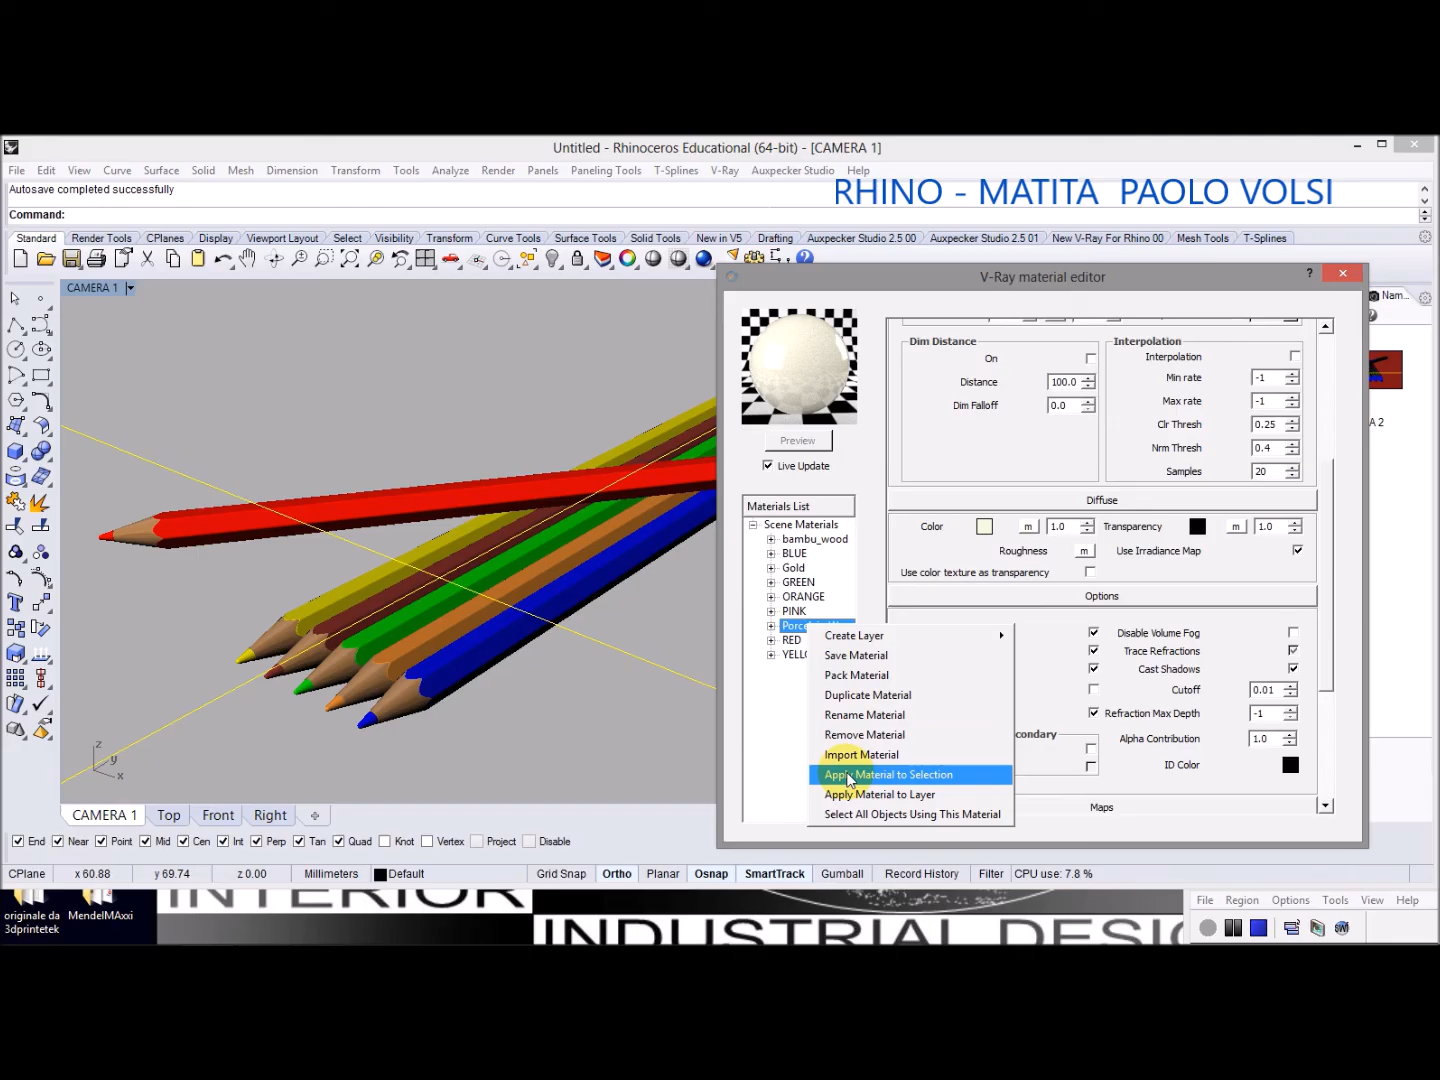 Untitled - Rhinoceros Educational (64-bit) - [CAMERA 1]
File Edit View Curve Surface Solid Mesh Dimension Transform Tools Analyze Render Panels Paneling Tools T-Splines V-Ray Auxpecker Studio Help
Autosave completed successfully
RHINO - MATITA PAOLO VOLSI
Command:
Standard Render Tools CPlanes Display Viewport Layout Select Visibility Transform Curve Tools Surface Tools Solid Tools New in V5 Drafting Auxpecker Studio 2.5 00 Auxpecker Studio 2.5 01 New V-Ray For Rhino 00 Mesh Tools T-Splines
CAMERA 1
V-Ray material editor
?
Nam...
Dim Distance
Interpolation
On
Interpolation
Distance 100.0
Min rate -1
Dim Falloff 0.0
Max rate -1
Clr Thresh 0.25
Preview
Nrm Thresh 0.4
Live Update
Samples 20
A 2
Diffuse
Materials List
Scene Materials
bambu_wood
BLUE
Gold
GREEN
ORANGE
PINK
RED
Color m 1.0 Transparency m 1.0
Roughness m Use Irradiance Map
Use color texture as transparency
Options
Create Layer
Save Material
Pack Material
Duplicate Material
Rename Material
Remove Material
Import Material
Apply Material to Selection
Apply Material to Layer
Select All Objects Using This Material
Disable Volume Fog
Trace Refractions
Cast Shadows
Cutoff 0.01
Refraction Max Depth -1
Alpha Contribution 1.0
ID Color
Maps
z
y
x
CAMERA 1 Top Front Right
End Near Point Mid Cen Int Perp Tan Quad Knot Vertex Project Disable
CPlane x 60.88 y 69.74 z 0.00 Millimeters Default Grid Snap Ortho Planar Osnap SmartTrack Gumball Record History Filter CPU use: 7.8 %
originale da
3dprintetek
MendelMAxxi
INTERIOR
INDUSTRIAL
File Region Options Tools View Help